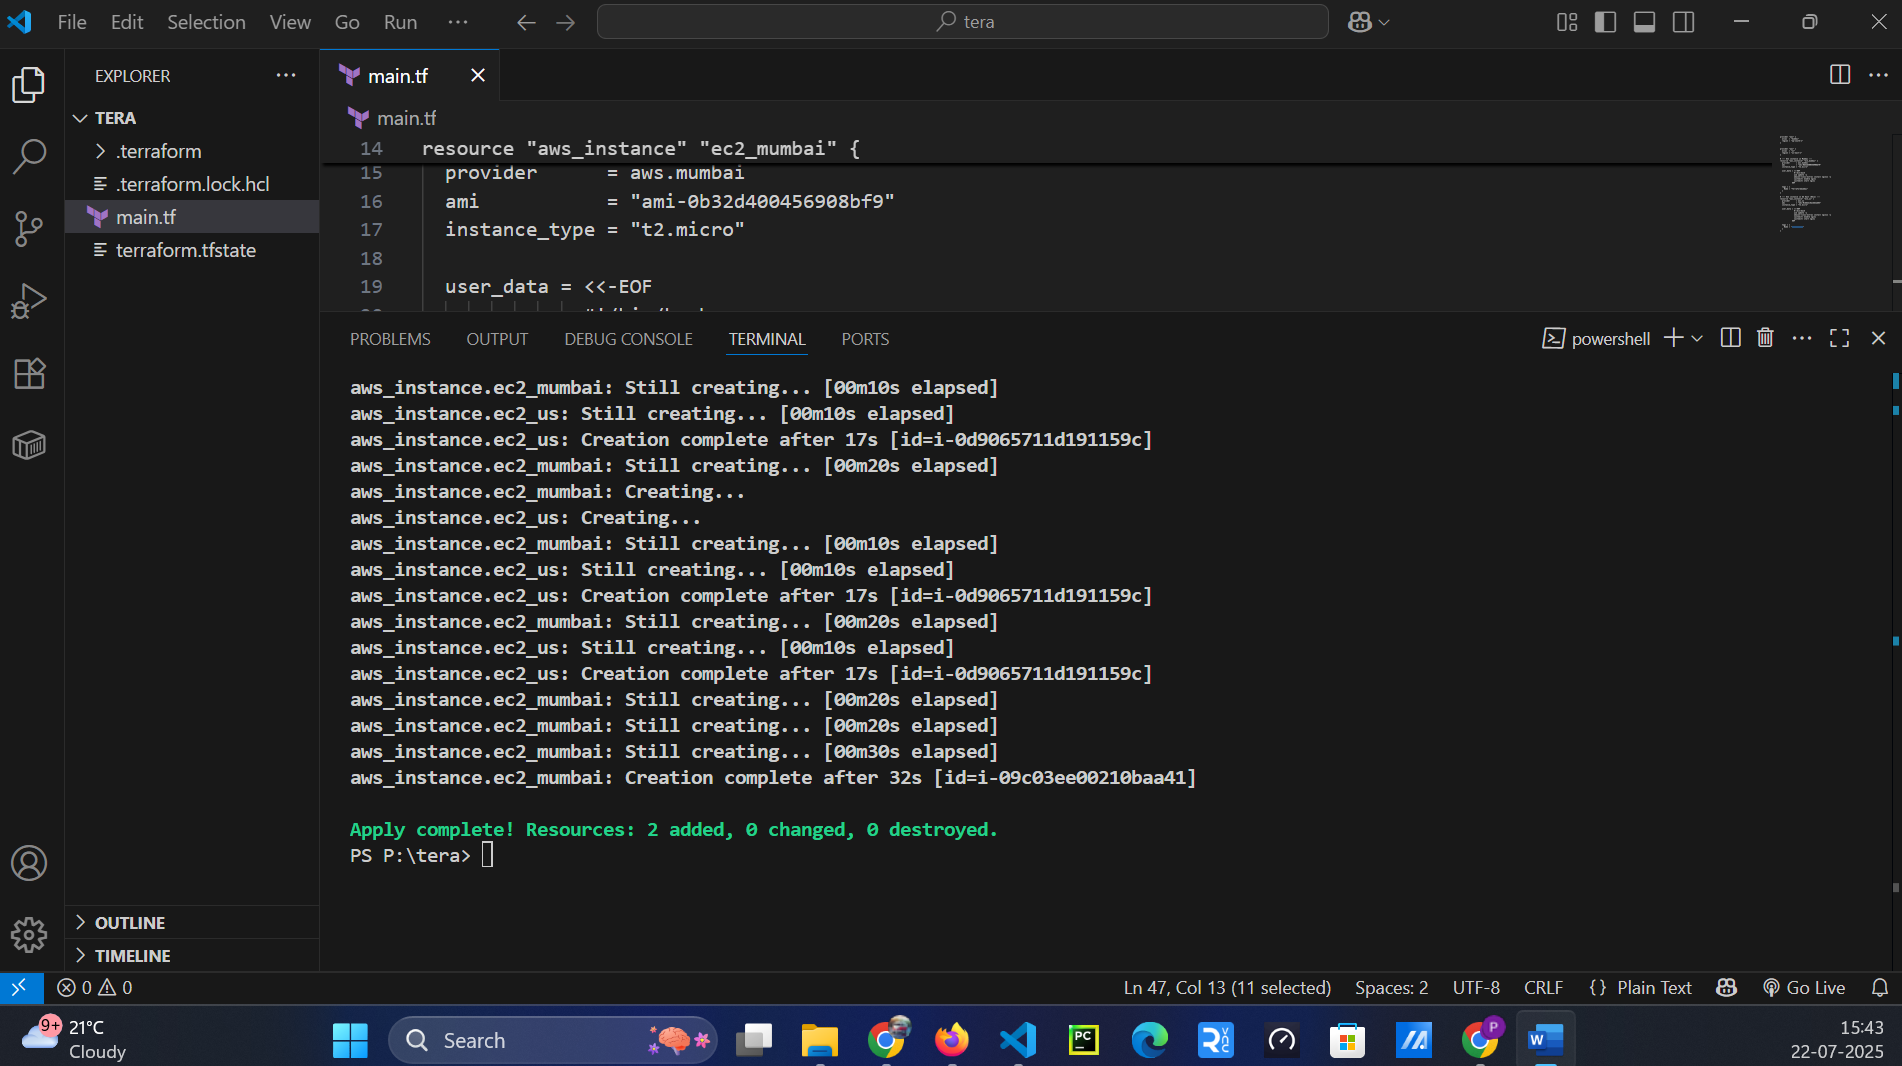 File Edit Selection View Go Run ···
tera
EXPLORER
main.tf
TERA
main.tf
.terraform
.terraform.lock.hcl
main.tf
terraform.tfstate
14 resource "aws_instance" "ec2_mumbai" {
15 provider = aws.mumbai
16 ami = "ami-0b32d400456908bf9"
17 instance_type = "t2.micro"
18
19 user_data = <<-EOF
PROBLEMS OUTPUT DEBUG CONSOLE TERMINAL PORTS
powershell
aws_instance.ec2_mumbai: Still creating... [00m10s elapsed]
aws_instance.ec2_us: Still creating... [00m10s elapsed]
aws_instance.ec2_us: Creation complete after 17s [id=i-0d9065711d191159c]
aws_instance.ec2_mumbai: Still creating... [00m20s elapsed]
aws_instance.ec2_mumbai: Creating...
aws_instance.ec2_us: Creating...
aws_instance.ec2_mumbai: Still creating... [00m10s elapsed]
aws_instance.ec2_us: Still creating... [00m10s elapsed]
aws_instance.ec2_us: Creation complete after 17s [id=i-0d9065711d191159c]
aws_instance.ec2_mumbai: Still creating... [00m20s elapsed]
aws_instance.ec2_us: Still creating... [00m10s elapsed]
aws_instance.ec2_us: Creation complete after 17s [id=i-0d9065711d191159c]
aws_instance.ec2_mumbai: Still creating... [00m20s elapsed]
aws_instance.ec2_mumbai: Still creating... [00m20s elapsed]
aws_instance.ec2_mumbai: Still creating... [00m30s elapsed]
aws_instance.ec2_mumbai: Creation complete after 32s [id=i-09c03ee00210baa41]
Apply complete! Resources: 2 added, 0 changed, 0 destroyed.
PS P:\tera>
OUTLINE
TIMELINE
0 0
Ln 47, Col 13 (11 selected) Spaces: 2 UTF-8 CRLF {} Plain Text Go Live
9+
21°C
Cloudy
Search
PC
P
W
15:43
22-07-2025